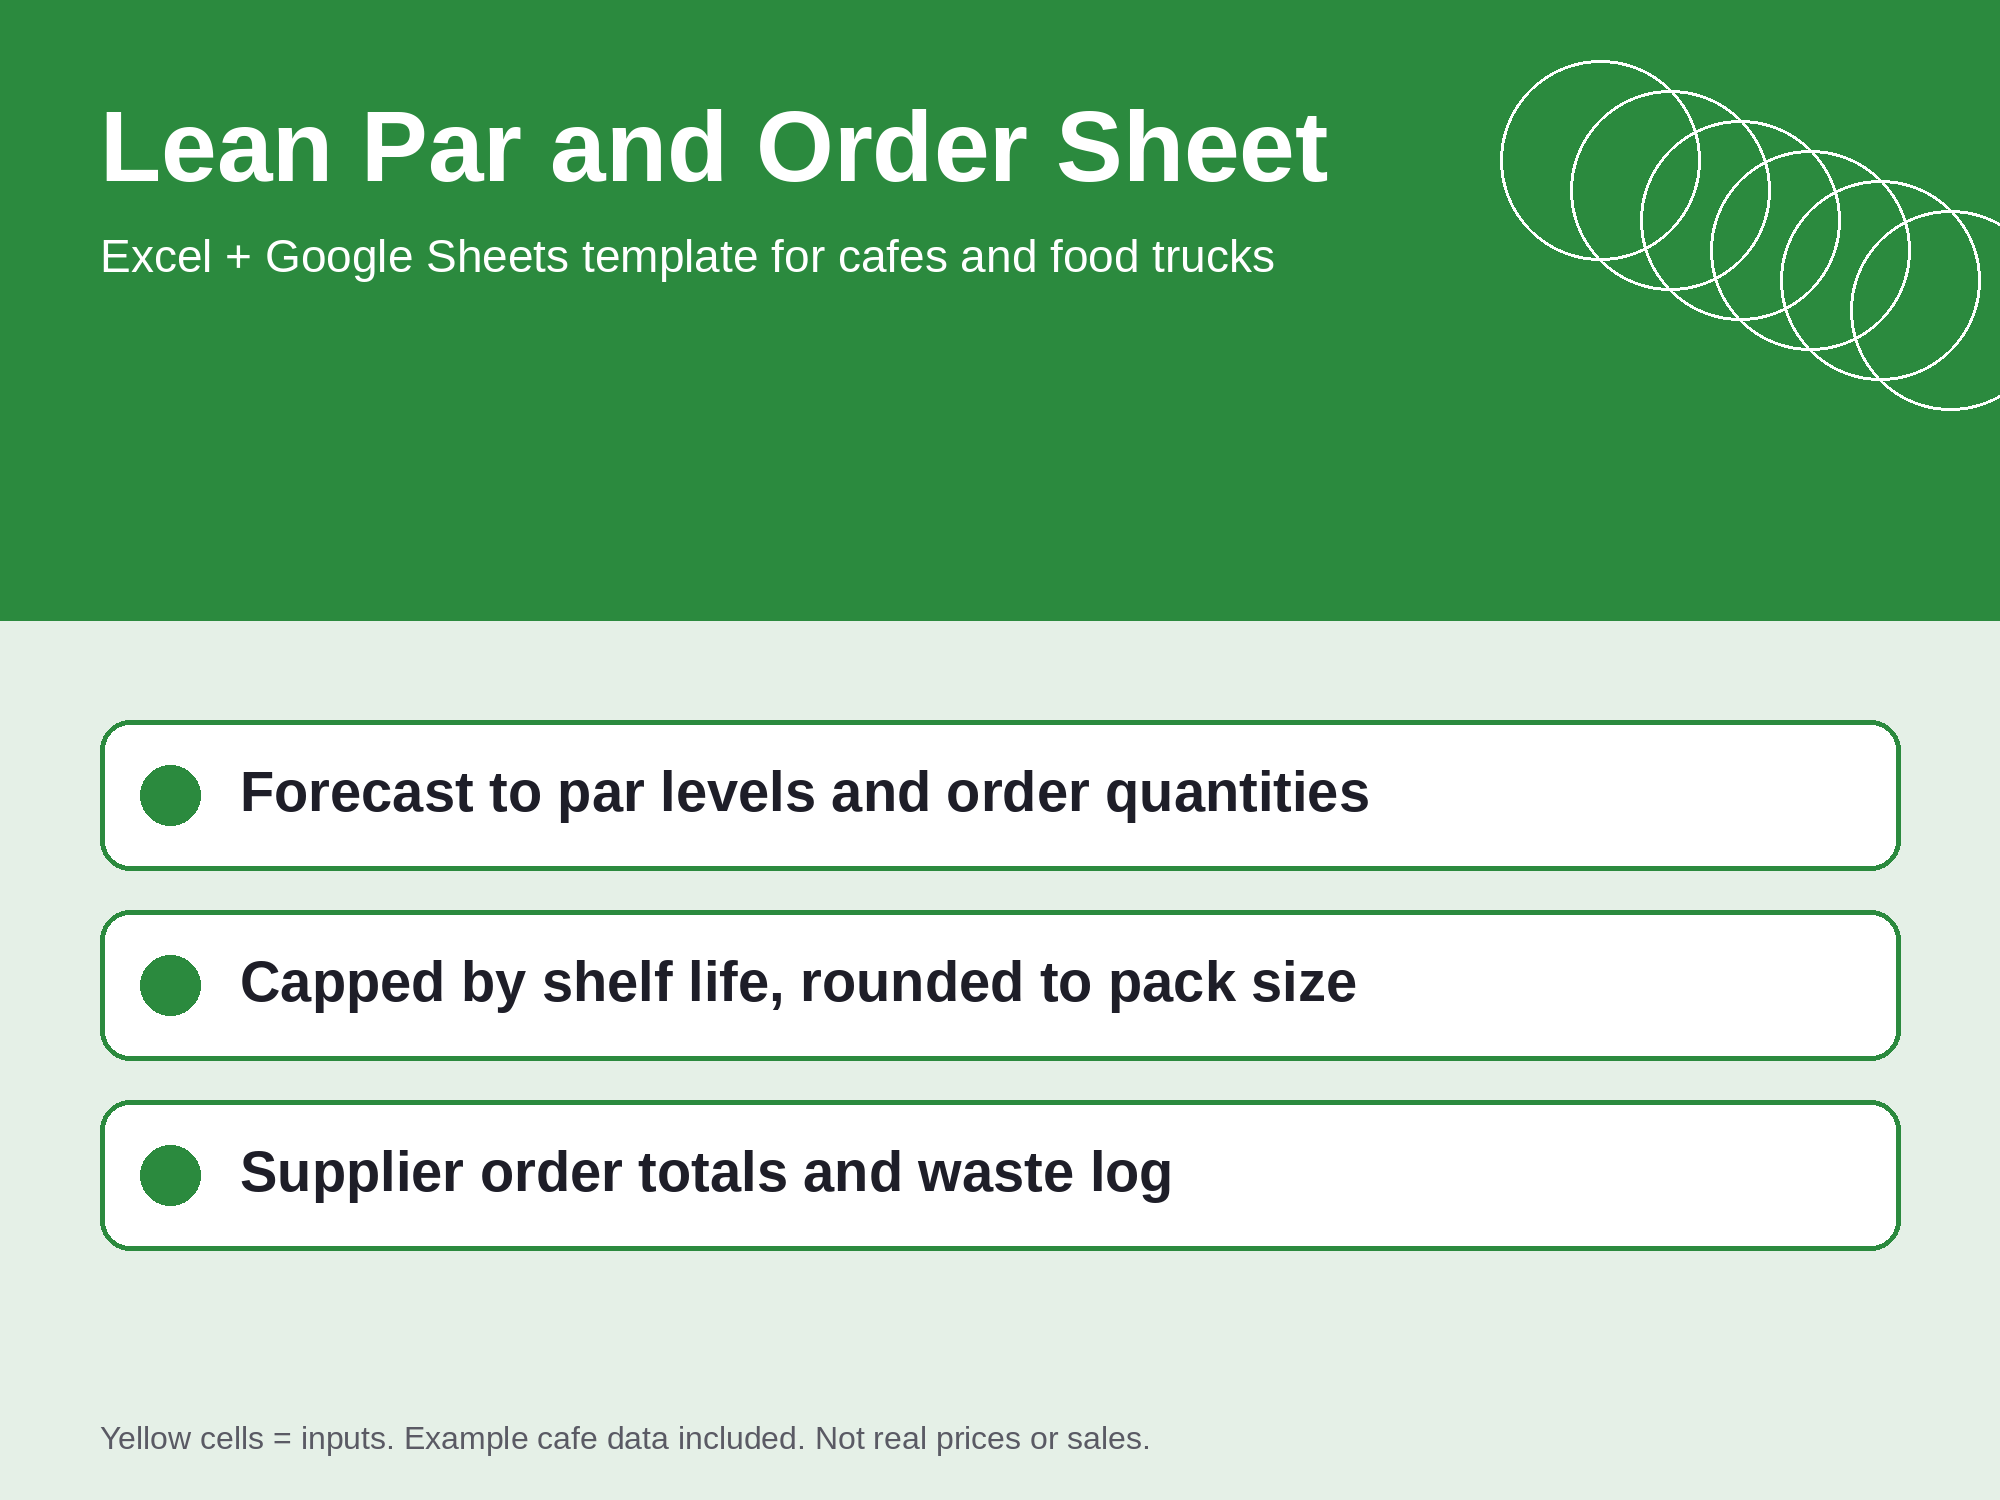 Lean Par and Order Sheet
Excel + Google Sheets template for cafes and food trucks
Forecast to par levels and order quantities
Capped by shelf life, rounded to pack size
Supplier order totals and waste log
Yellow cells = inputs. Example cafe data included. Not real prices or sales.